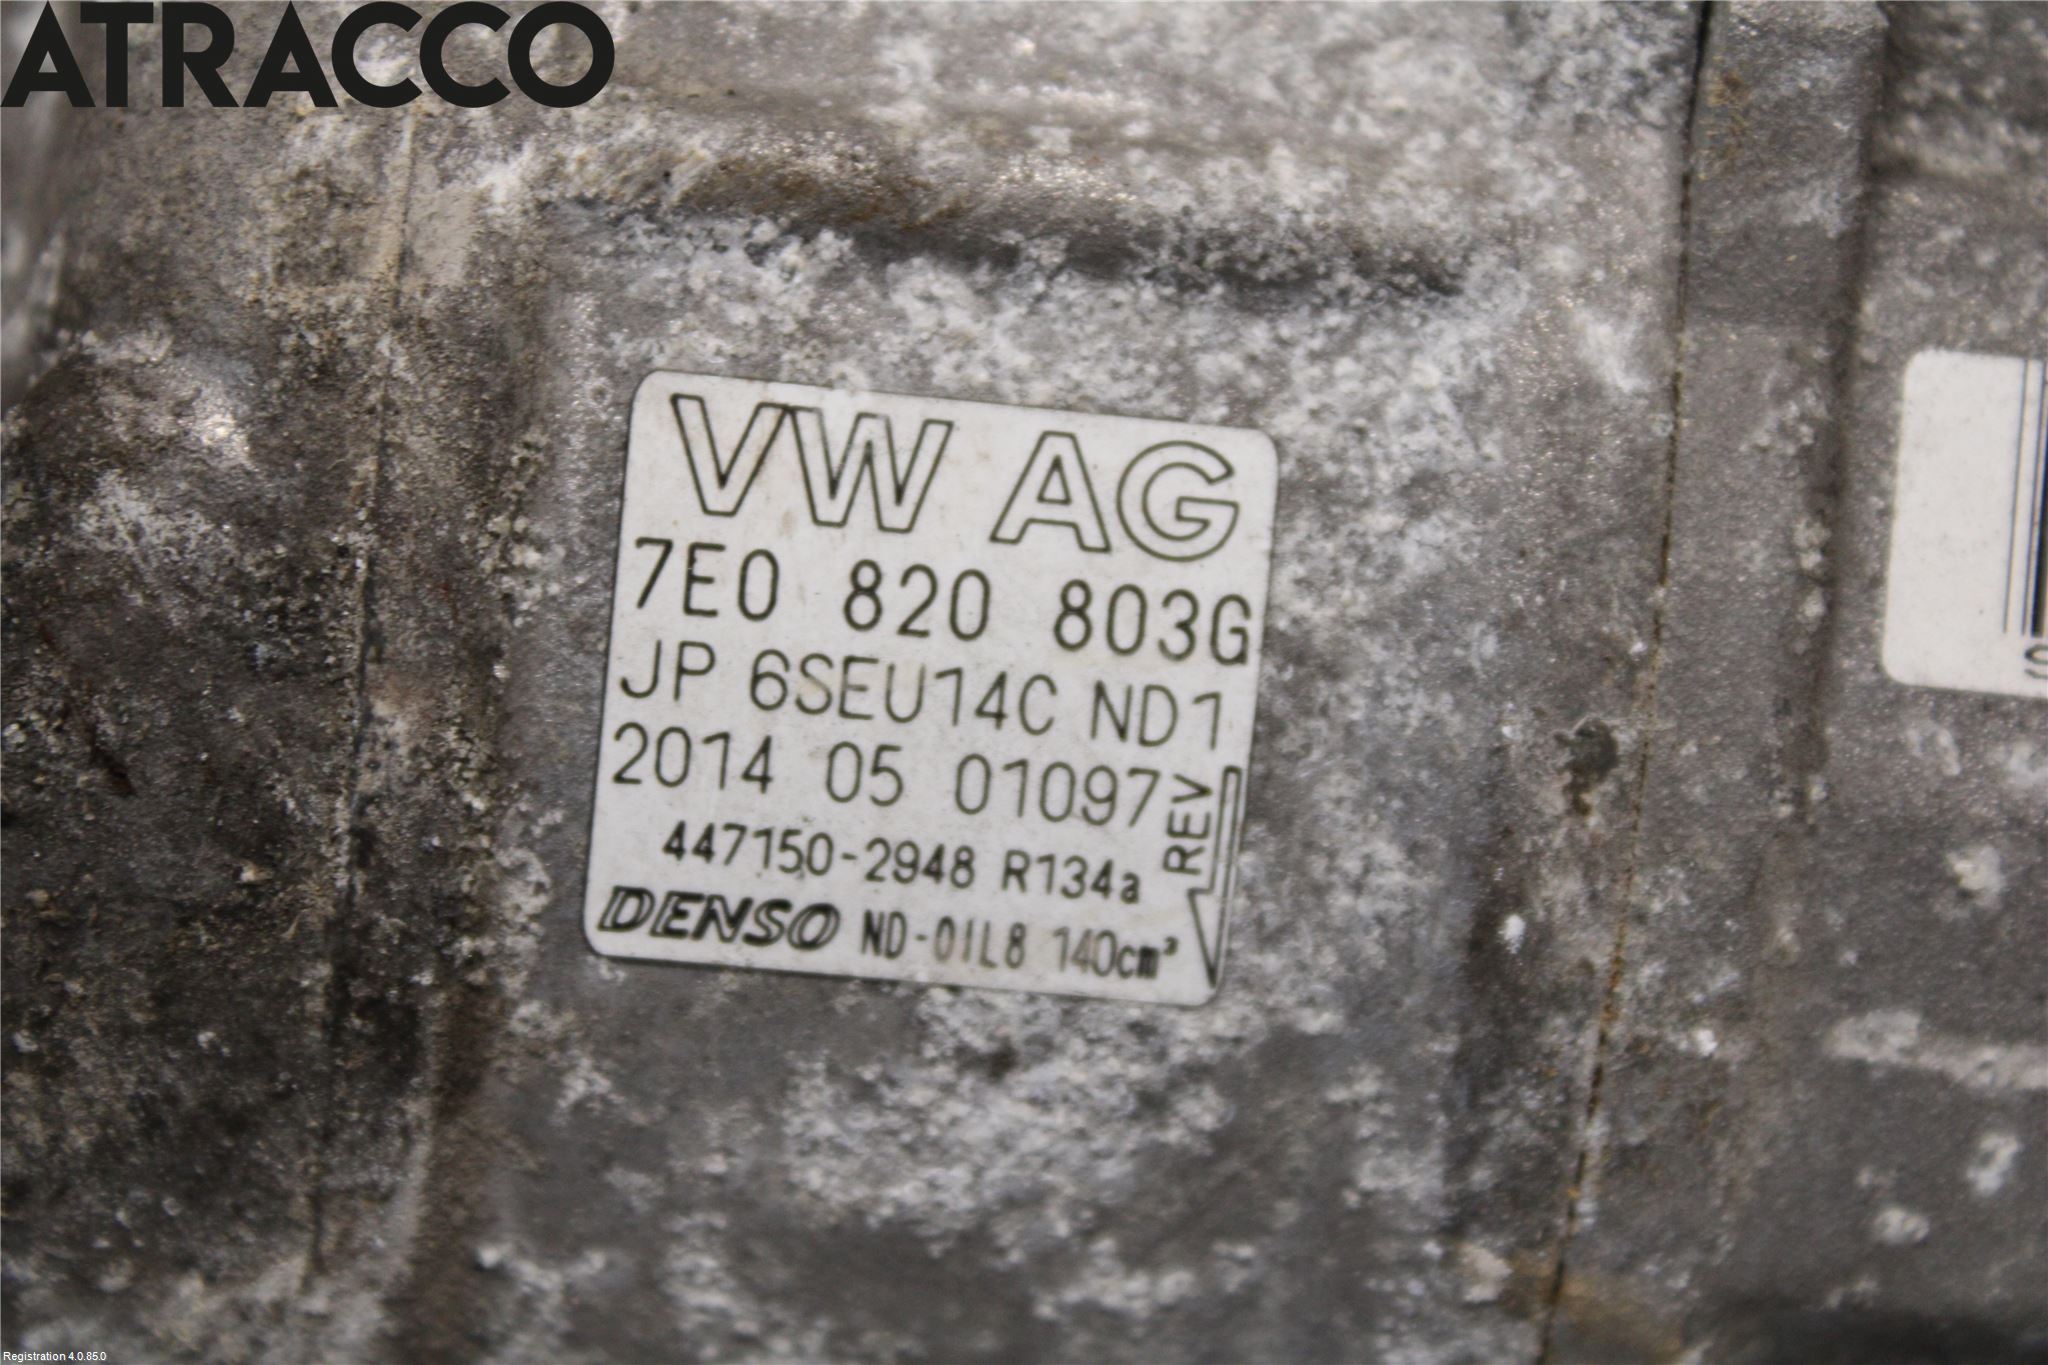 ATRACCO
VW AG
7E0 820 803G
JP 6SEU14C ND1
2014 05 01097
REV
447150-2948 R134a
DENSO ND-OIL8 140cm³
S
Registration 4.0.85.0